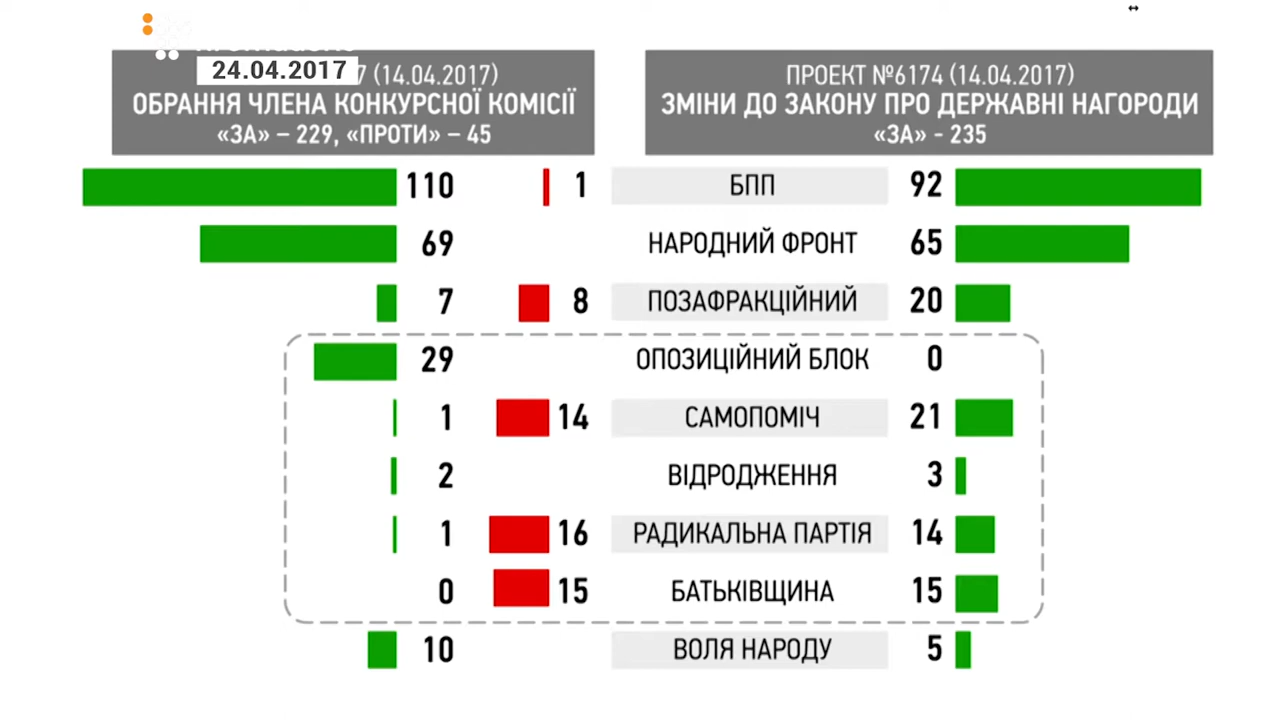 24.04.2017
7 (14.04.2017)
ОБРАННЯ ЧЛЕНА КОНКУРСНОЇ КОМІСІЇ
«ЗА» – 229, «ПРОТИ» – 45
ПРОЕКТ №6174 (14.04.2017)
ЗМІНИ ДО ЗАКОНУ ПРО ДЕРЖАВНІ НАГОРОДИ
«ЗА» - 235
110 1 БПП 92
69 НАРОДНИЙ ФРОНТ 65
7 8 ПОЗАФРАКЦІЙНИЙ 20
29 ОПОЗИЦІЙНИЙ БЛОК 0
1 14 САМОПОМІЧ 21
2 ВІДРОДЖЕННЯ 3
1 16 РАДИКАЛЬНА ПАРТІЯ 14
0 15 БАТЬКІВЩИНА 15
10 ВОЛЯ НАРОДУ 5